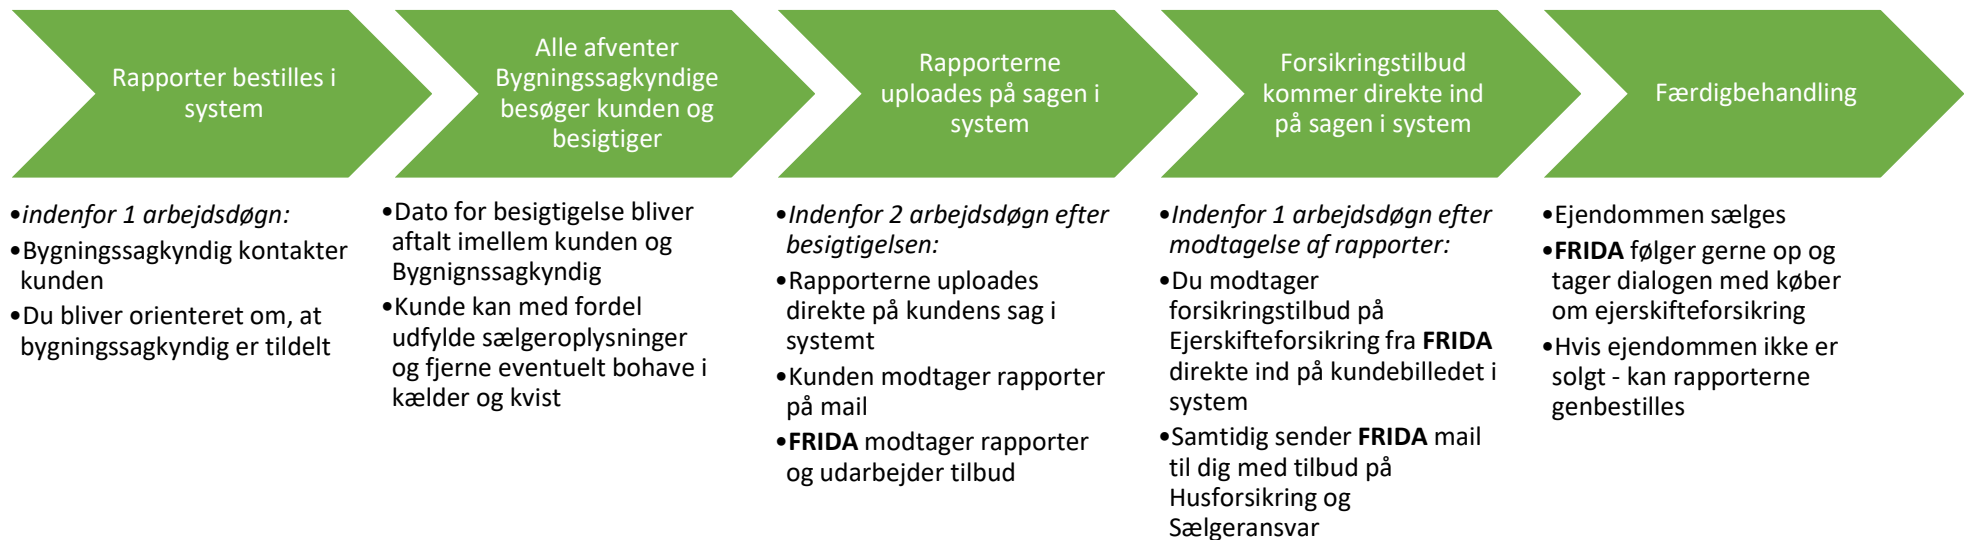 Rapporter bestilles i
system
Alle afventer
Bygningssagkyndige
besøger kunden og
besigtiger
Rapporterne
uploades på sagen i
system
Forsikringstilbud
kommer direkte ind
på sagen i system
Færdigbehandling
•indenfor 1 arbejdsdøgn:
•Bygningssagkyndig kontakter
kunden
•Du bliver orienteret om, at
bygningssagkyndig er tildelt
•Dato for besigtigelse bliver
aftalt imellem kunden og
Bygnignssagkyndig
•Kunde kan med fordel
udfylde sælgeroplysninger
og fjerne eventuelt bohave i
kælder og kvist
•Indenfor 2 arbejdsdøgn efter
besigtigelsen:
•Rapporterne uploades
direkte på kundens sag i
systemt
•Kunden modtager rapporter
på mail
•FRIDA modtager rapporter
og udarbejder tilbud
•Indenfor 1 arbejdsdøgn efter
modtagelse af rapporter:
•Du modtager
forsikringstilbud på
Ejerskifteforsikring fra FRIDA
direkte ind på kundebilledet i
system
•Samtidig sender FRIDA mail
til dig med tilbud på
Husforsikring og
Sælgeransvar
•Ejendommen sælges
•FRIDA følger gerne op og
tager dialogen med køber
om ejerskifteforsikring
•Hvis ejendommen ikke er
solgt - kan rapporterne
genbestilles